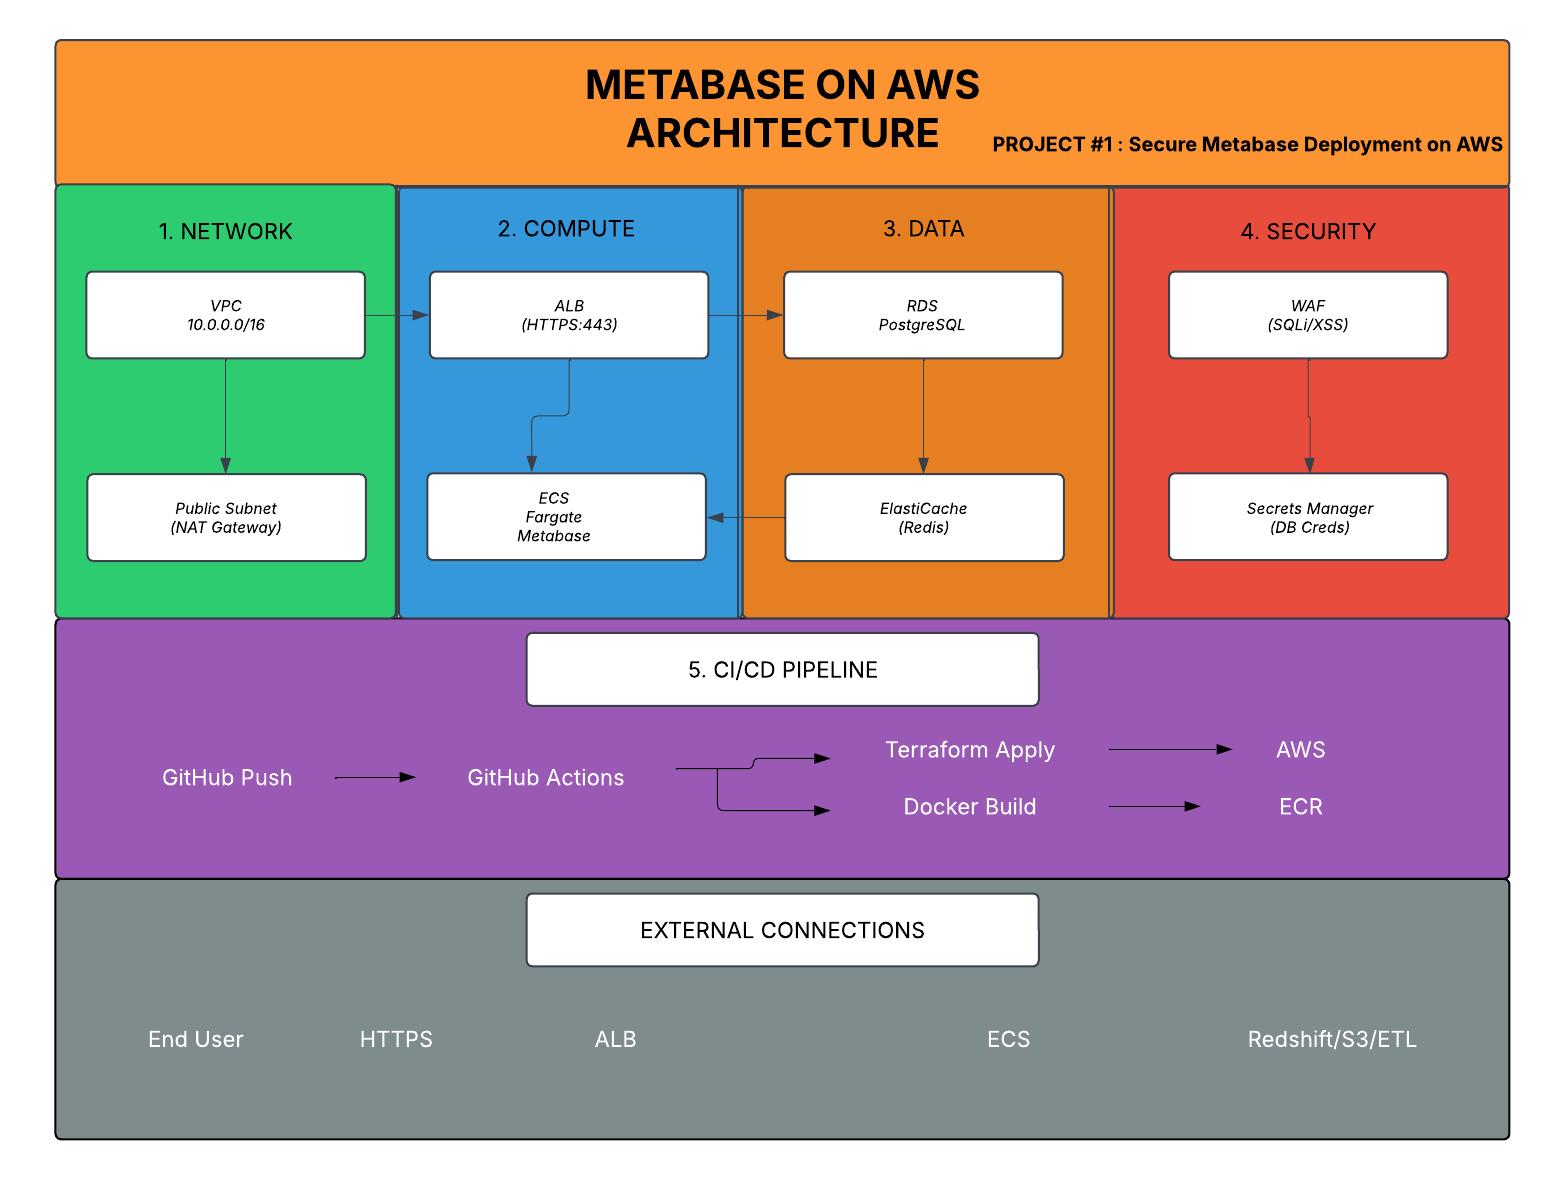 METABASE ON AWS
ARCHITECTURE
PROJECT #1 : Secure Metabase Deployment on AWS
1. NETWORK
VPC
10.0.0.0/16
Public Subnet
(NAT Gateway)
2. COMPUTE
ALB
(HTTPS:443)
ECS
Fargate
Metabase
3. DATA
RDS
PostgreSQL
ElastiCache
(Redis)
4. SECURITY
WAF
(SQLi/XSS)
Secrets Manager
(DB Creds)
5. CI/CD PIPELINE
GitHub Push
GitHub Actions
Terraform Apply
AWS
Docker Build
ECR
EXTERNAL CONNECTIONS
End User
HTTPS
ALB
ECS
Redshift/S3/ETL